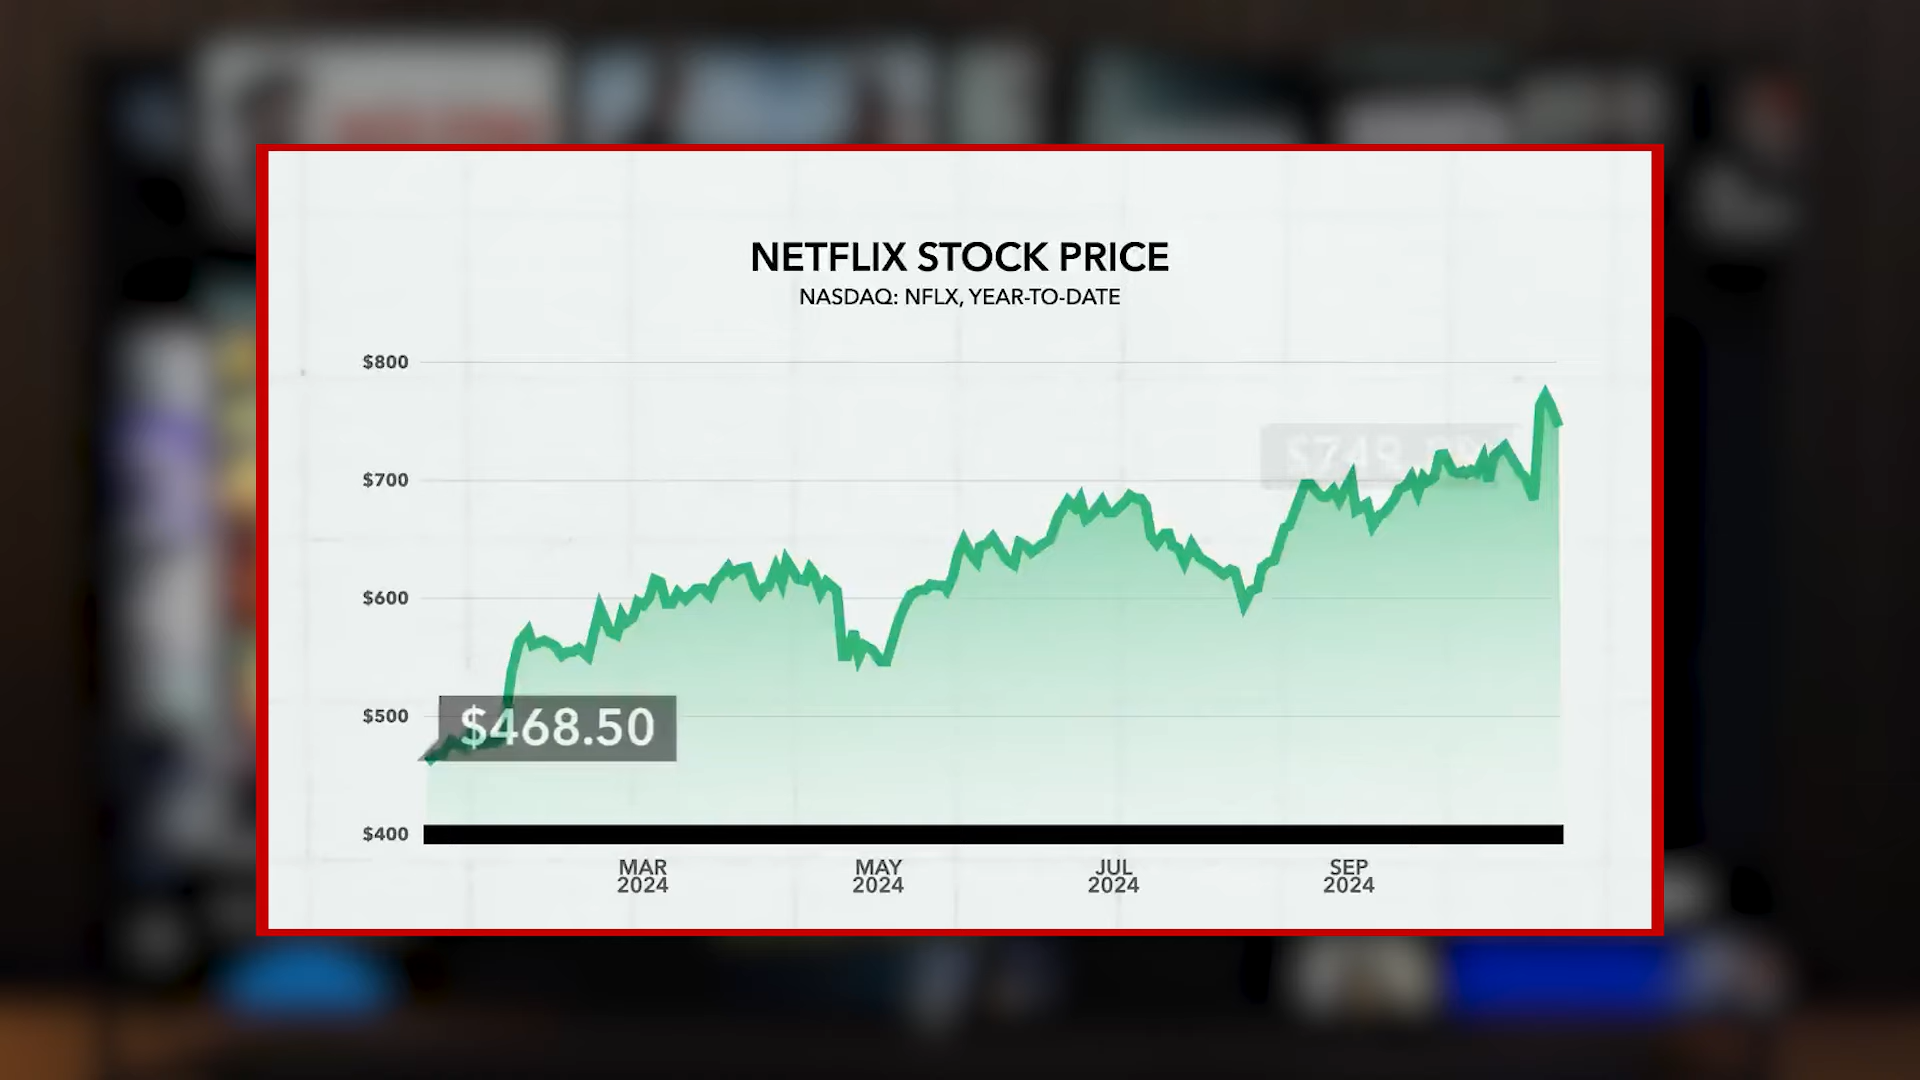 NETFLIX STOCK PRICE
NASDAQ: NFLX, YEAR-TO-DATE
$800
$700
$600
$500
$468.50
$400
MAR
2024
MAY
2024
JUL
2024
SEP
2024